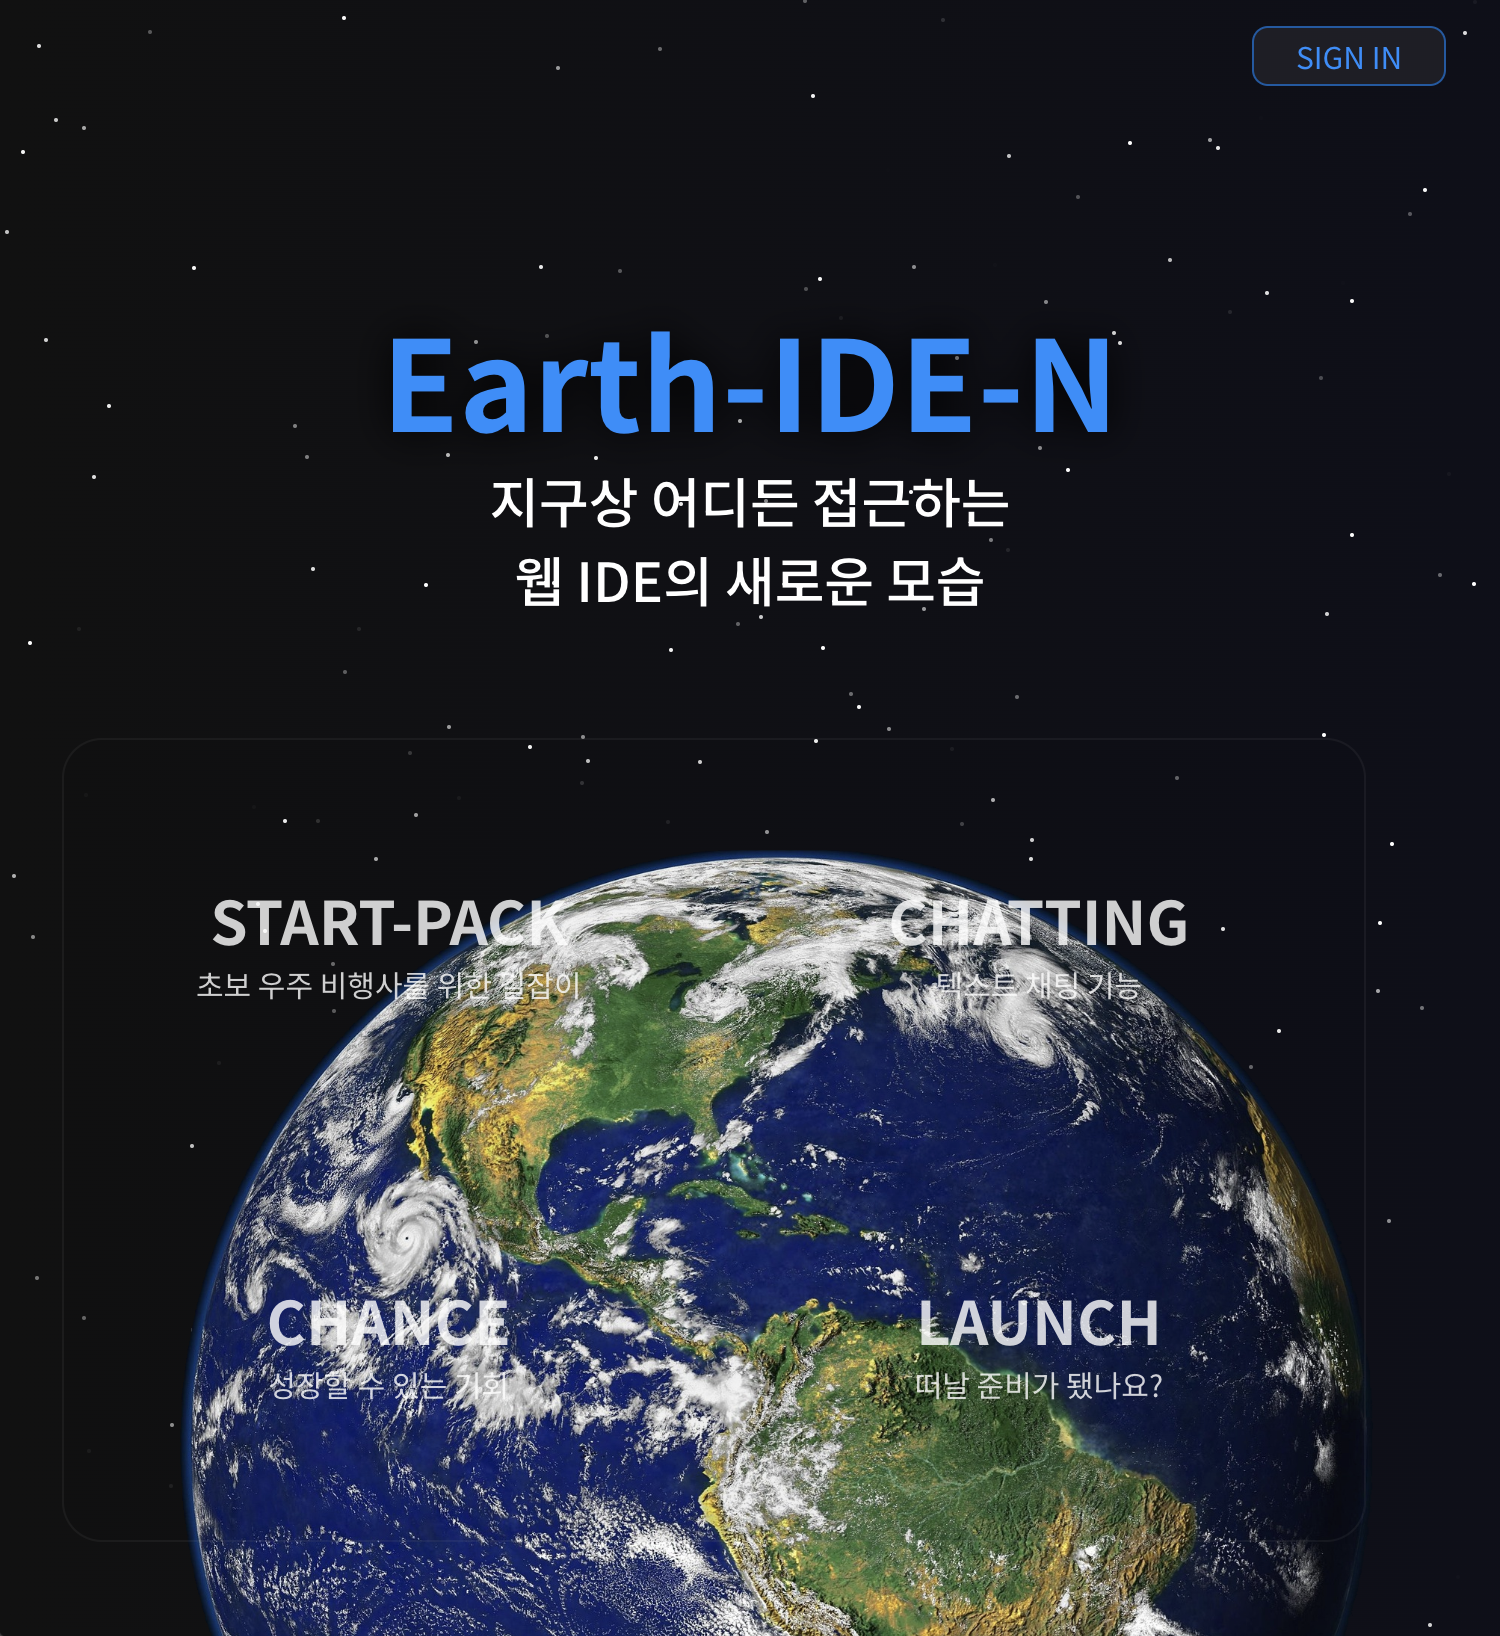 SIGN IN
Earth-IDE-N
지구상 어디든 접근하는
웹 IDE의 새로운 모습
START-PACK
초보 우주 비행사를 위한 길잡이
CHATTING
텍스트 채팅 기능
CHANCE
성장할 수 있는 기회
LAUNCH
떠날 준비가 됐나요?